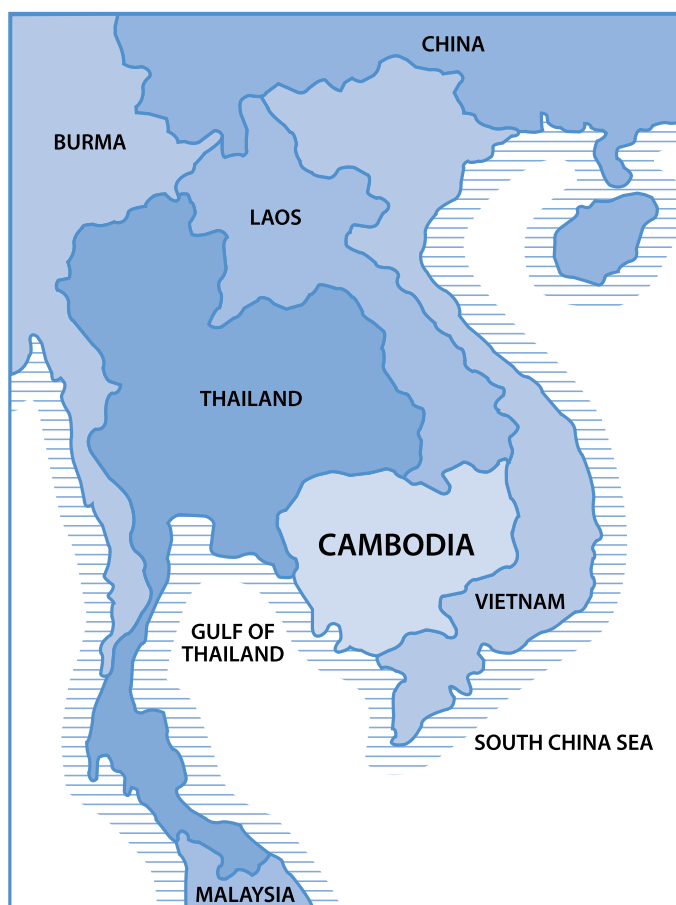 CHINA
BURMA
LAOS
THAILAND
CAMBODIA
VIETNAM
GULF OF
THAILAND
SOUTH CHINA SEA
MALAYSIA